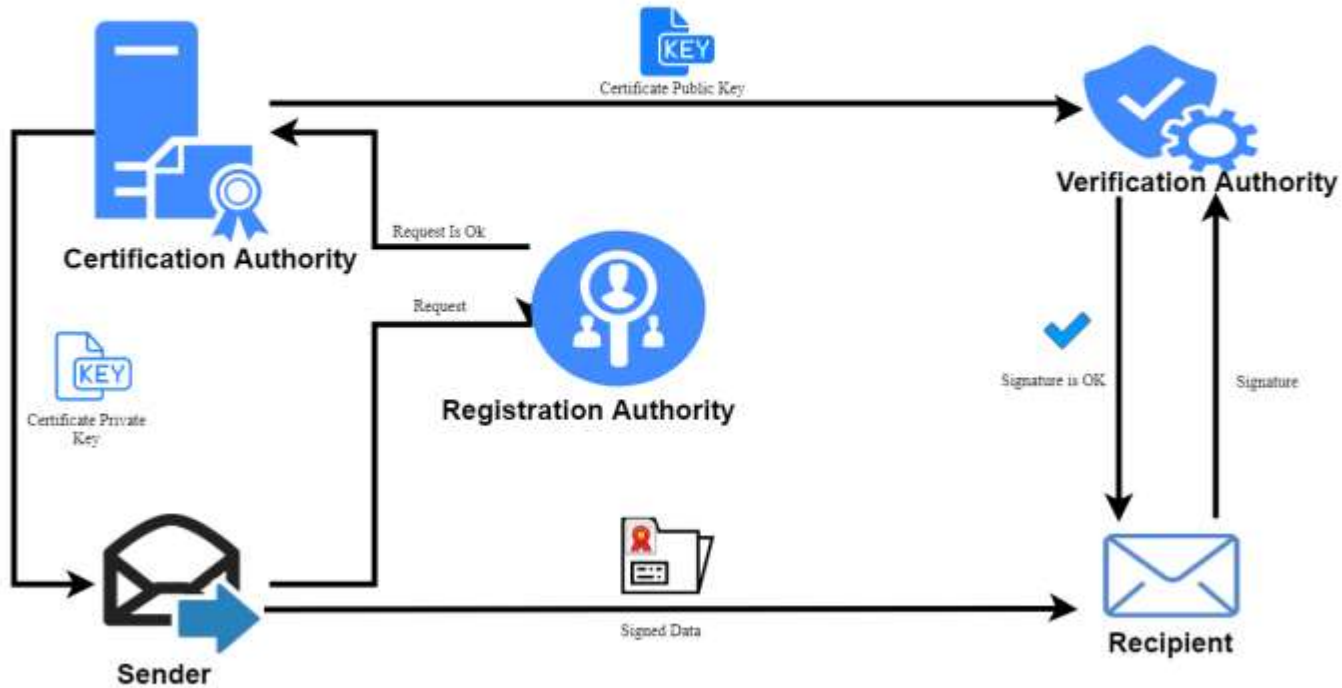 KEY
Certificate Public Key
Verification Authority
Request Is Ok
Certification Authority
Request
KEY
Certificate Private
Key
Registration Authority
Signature is OK
Signature
Signed Data
Recipient
Sender